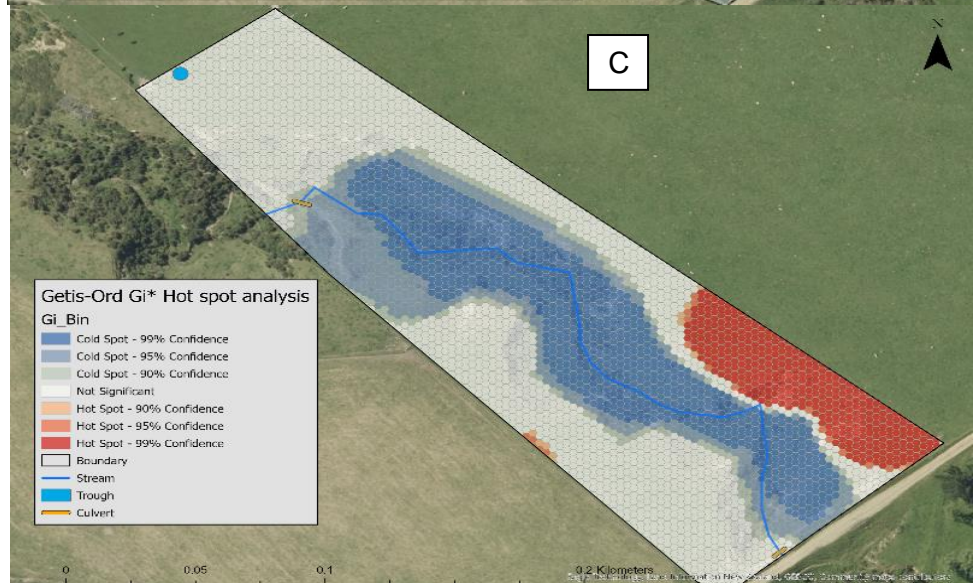 N
C
Getis-Ord Gi* Hot spot analysis
Gi_Bin
Cold Spot - 99% Confidence
Cold Spot - 95% Confidence
Cold Spot - 90% Confidence
Not Significant
Hot Spot - 90% Confidence
Hot Spot - 95% Confidence
Hot Spot - 99% Confidence
Boundary
Stream
Trough
Culvert
0 0.05 0.1 0.2 Kilometers